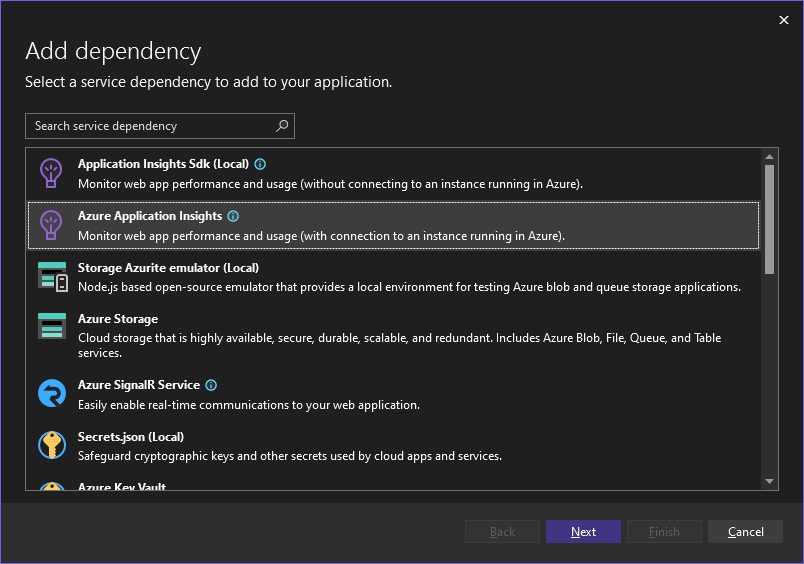 Add dependency
Select a service dependency to add to your application.
Search service dependency
Application Insights Sdk (Local)
Monitor web app performance and usage (without connecting to an instance running in Azure).
Azure Application Insights
Monitor web app performance and usage (with connection to an instance running in Azure).
Storage Azurite emulator (Local)
Node.js based open-source emulator that provides a local environment for testing Azure blob and queue storage applications.
Azure Storage
Cloud storage that is highly available, secure, durable, scalable, and redundant. Includes Azure Blob, File, Queue, and Table
services.
Azure SignalR Service
Easily enable real-time communications to your web application.
Secrets.json (Local)
Safeguard cryptographic keys and other secrets used by cloud apps and services.
Azure Key Vault
Back Next Finish Cancel